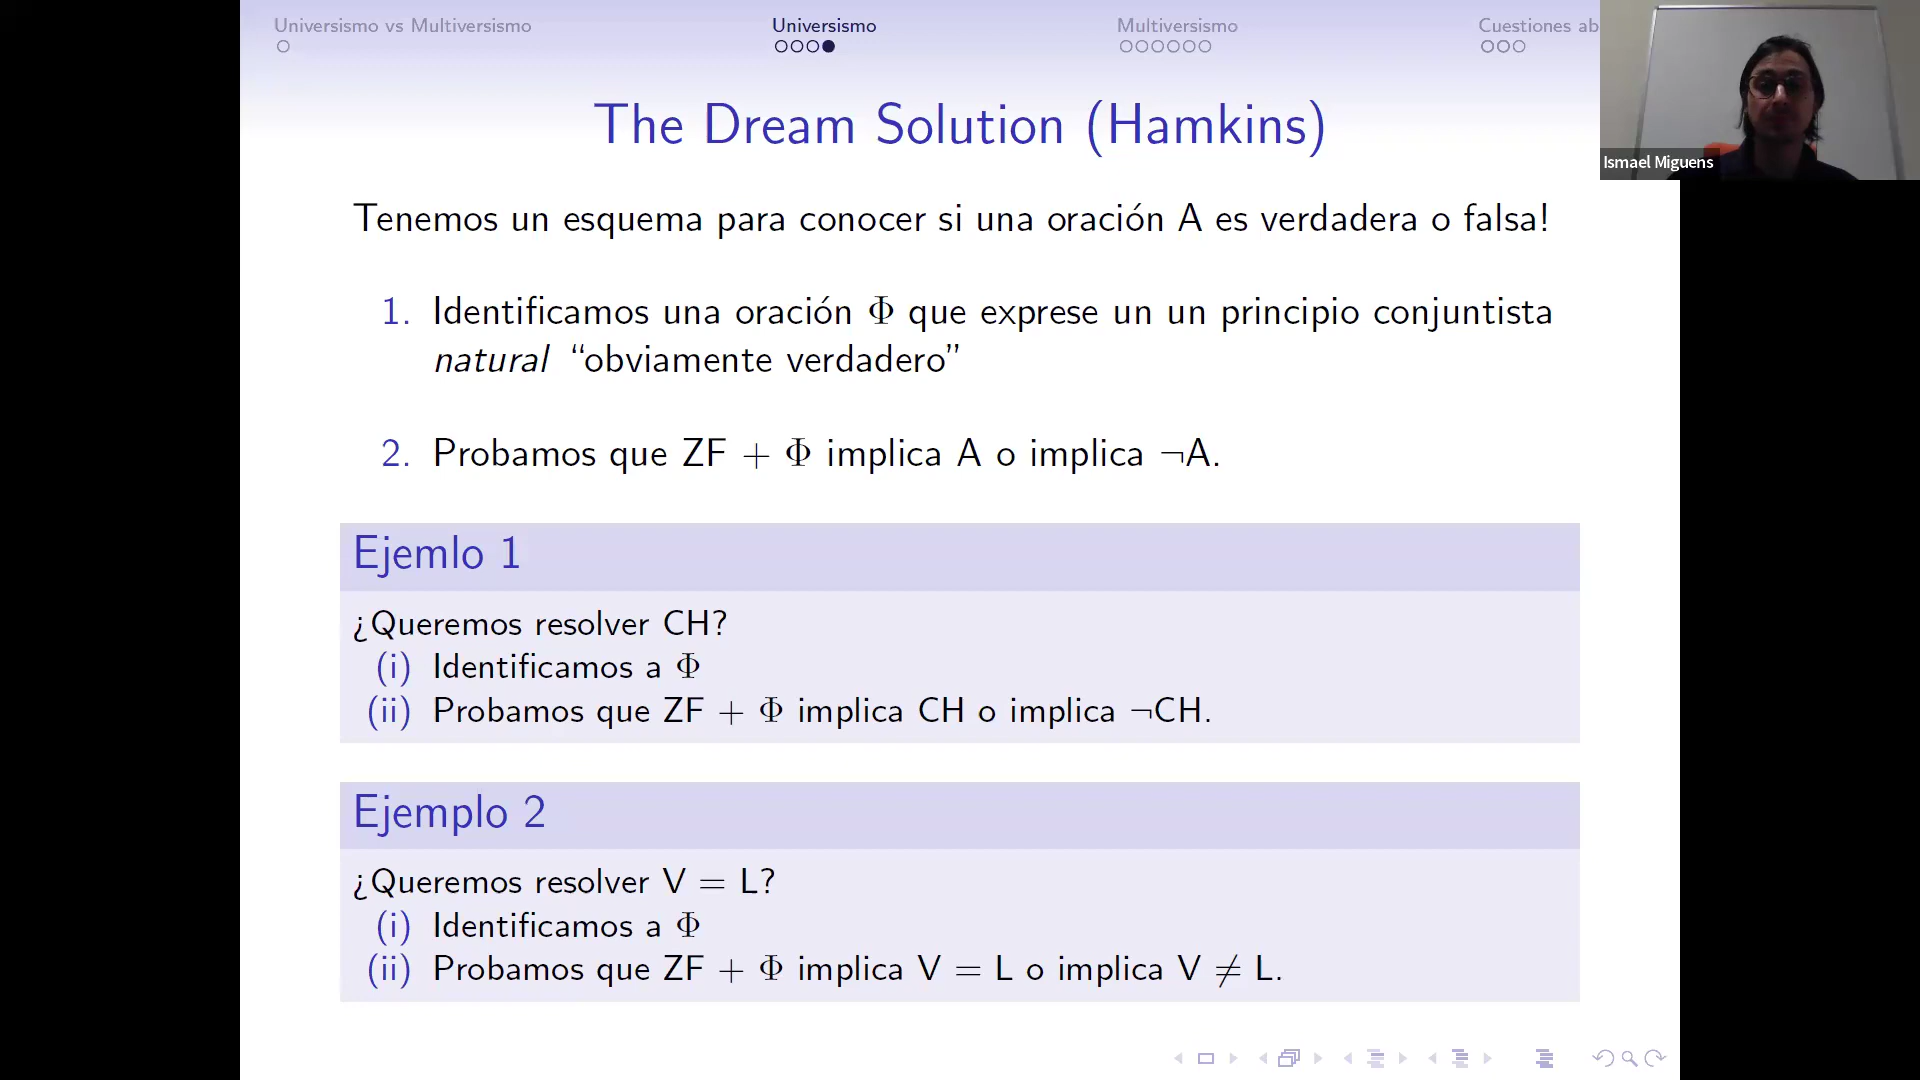 Universismo vs Multiversismo
Universismo
Multiversismo
Cuestiones ab
Ismael Miguens
The Dream Solution (Hamkins)
Tenemos un esquema para conocer si una oración A es verdadera o falsa!
1. Identificamos una oración Φ que exprese un un principio conjuntista
natural “obviamente verdadero”
2. Probamos que ZF + Φ implica A o implica ¬A.
Ejemlo 1
¿Queremos resolver CH?
(i) Identificamos a Φ
(ii) Probamos que ZF + Φ implica CH o implica ¬CH.
Ejemplo 2
¿Queremos resolver V = L?
(i) Identificamos a Φ
(ii) Probamos que ZF + Φ implica V = L o implica V ≠ L.